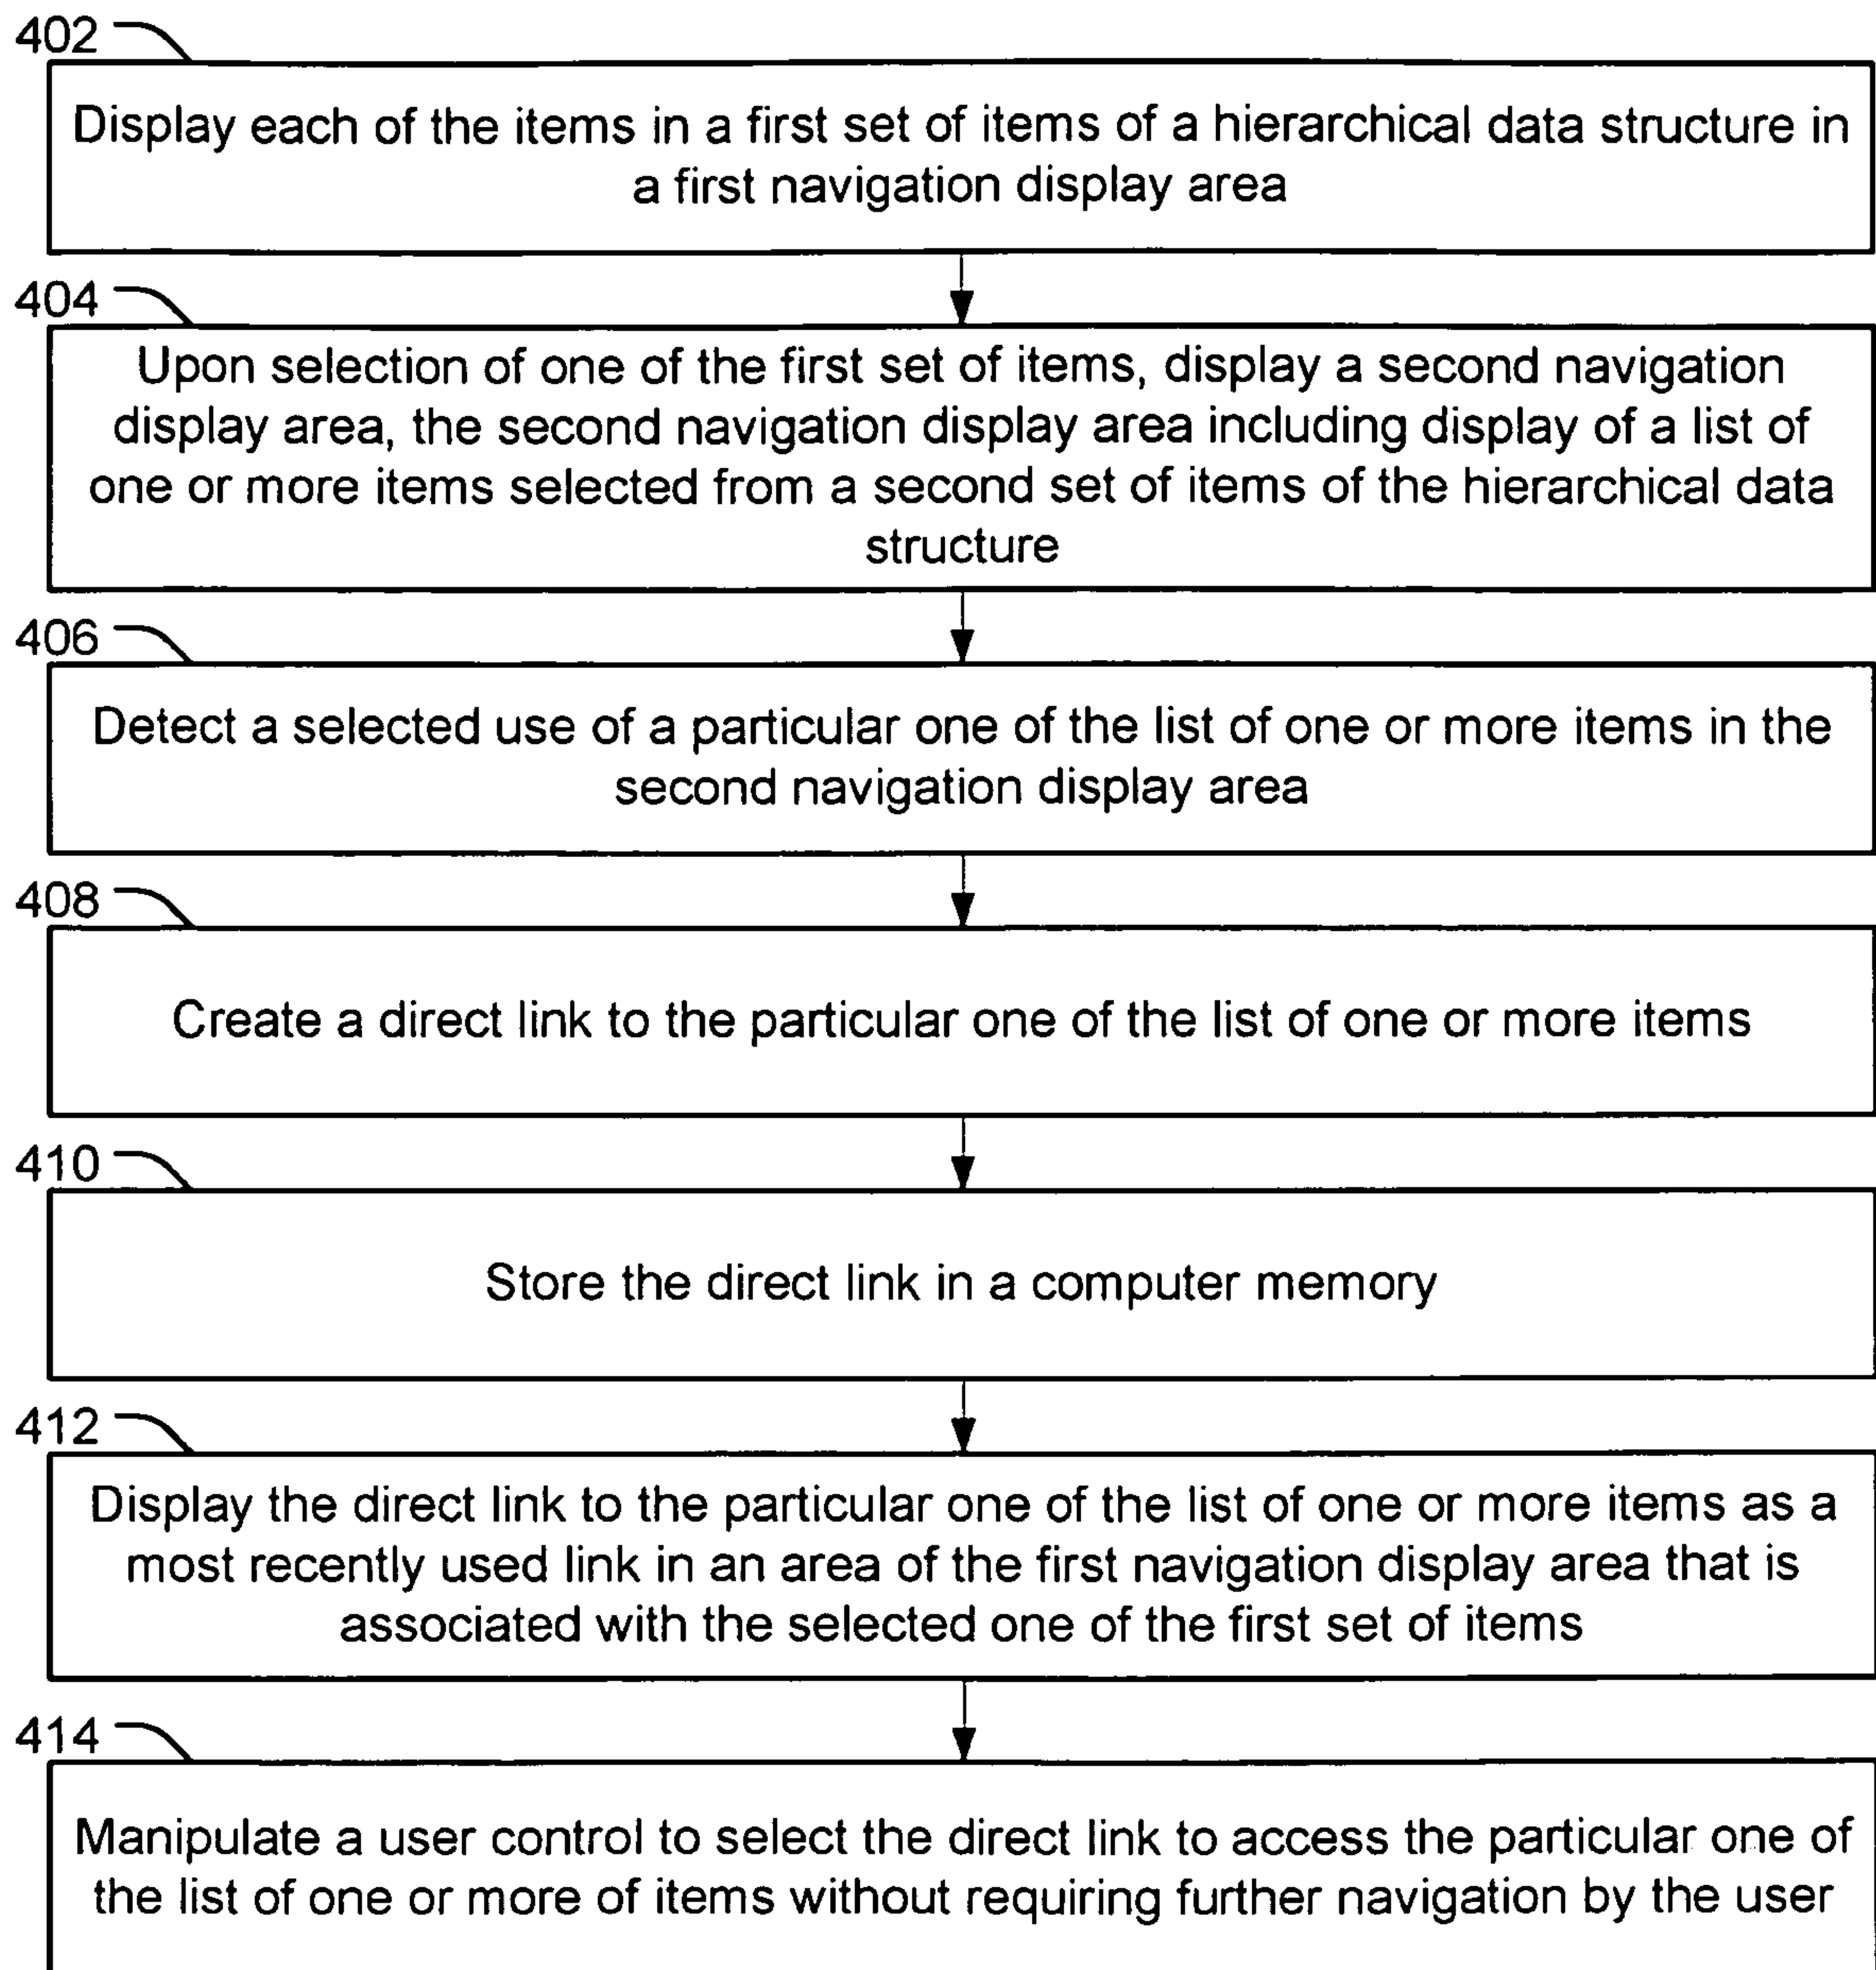 402
Display each of the items in a first set of items of a hierarchical data structure in
a first navigation display area
404
Upon selection of one of the first set of items, display a second navigation
display area, the second navigation display area including display of a list of
one or more items selected from a second set of items of the hierarchical data
structure
406
Detect a selected use of a particular one of the list of one or more items in the
second navigation display area
408
Create a direct link to the particular one of the list of one or more items
410
Store the direct link in a computer memory
412
Display the direct link to the particular one of the list of one or more items as a
most recently used link in an area of the first navigation display area that is
associated with the selected one of the first set of items
414
Manipulate a user control to select the direct link to access the particular one of
the list of one or more of items without requiring further navigation by the user